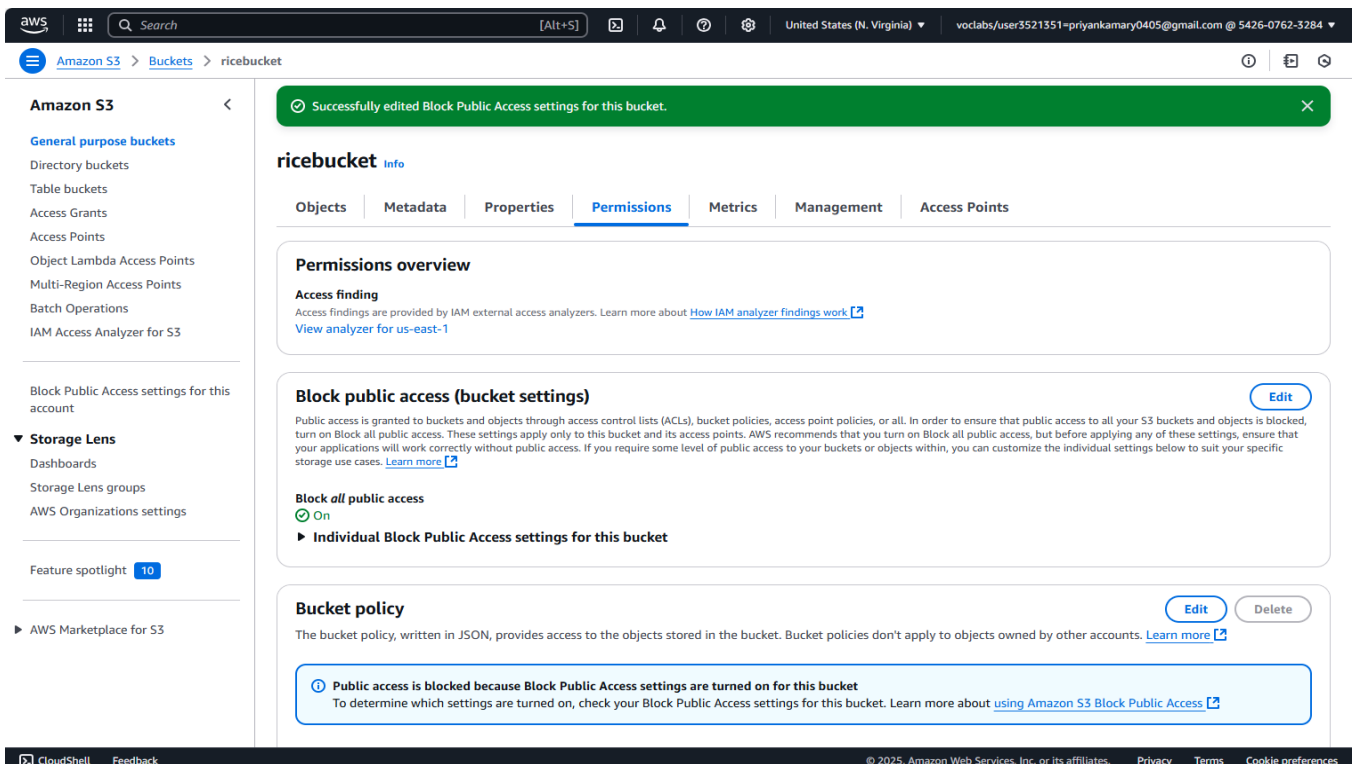 aws
Search [Alt+S] United States (N. Virginia) ▼ voclabs/user3521351=priyankamary0405@gmail.com @ 5426-0762-3284 ▼
Amazon S3 > Buckets > ricebucket
Amazon S3
General purpose buckets
Directory buckets
Table buckets
Access Grants
Access Points
Object Lambda Access Points
Multi-Region Access Points
Batch Operations
IAM Access Analyzer for S3
Block Public Access settings for this
account
Storage Lens
Dashboards
Storage Lens groups
AWS Organizations settings
Feature spotlight 10
AWS Marketplace for S3
Successfully edited Block Public Access settings for this bucket.
ricebucket Info
Objects Metadata Properties Permissions Metrics Management Access Points
Permissions overview
Access finding
Access findings are provided by IAM external access analyzers. Learn more about How IAM analyzer findings work
View analyzer for us-east-1
Block public access (bucket settings) Edit
Public access is granted to buckets and objects through access control lists (ACLs), bucket policies, access point policies, or all. In order to ensure that public access to all your S3 buckets and objects is blocked,
turn on Block all public access. These settings apply only to this bucket and its access points. AWS recommends that you turn on Block all public access, but before applying any of these settings, ensure that
your applications will work correctly without public access. If you require some level of public access to your buckets or objects within, you can customize the individual settings below to suit your specific
storage use cases. Learn more
Block all public access
On
Individual Block Public Access settings for this bucket
Bucket policy Edit Delete
The bucket policy, written in JSON, provides access to the objects stored in the bucket. Bucket policies don't apply to objects owned by other accounts. Learn more
Public access is blocked because Block Public Access settings are turned on for this bucket
To determine which settings are turned on, check your Block Public Access settings for this bucket. Learn more about using Amazon S3 Block Public Access
CloudShell Feedback © 2025, Amazon Web Services, Inc. or its affiliates. Privacy Terms Cookie preferences